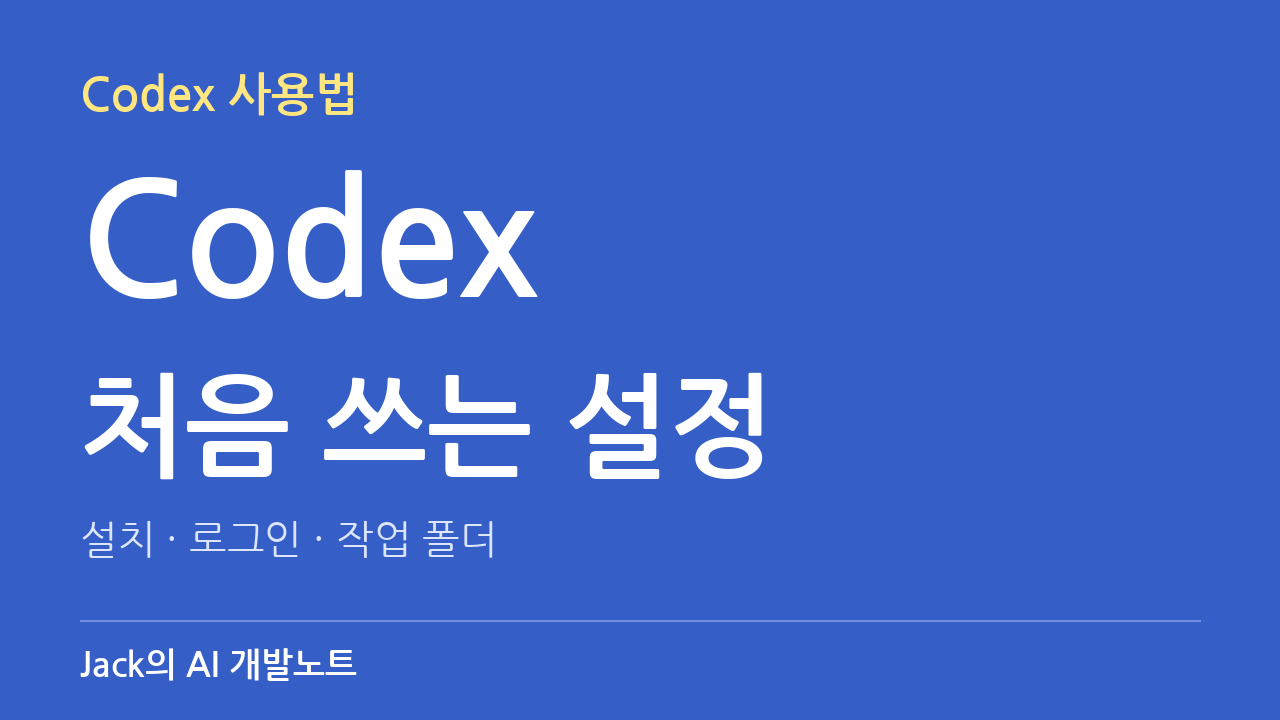 Codex 사용법
Codex
처음 쓰는 설정
설치 · 로그인 · 작업 폴더
Jack의 AI 개발노트